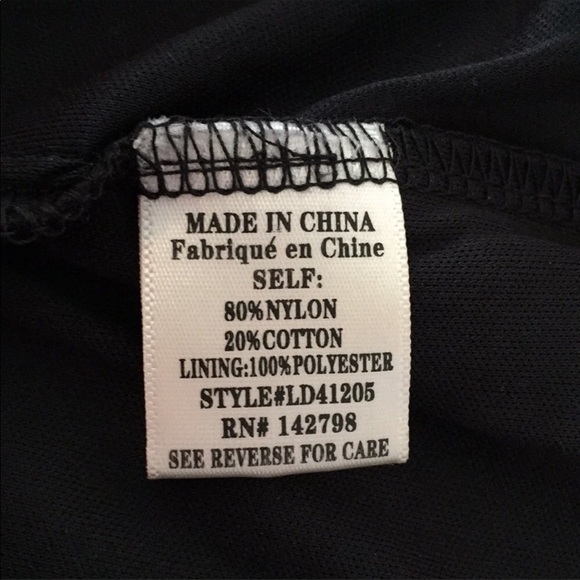 MADE IN CHINA
Fabriqué en Chine
SELF:
80%NYLON
20%COTTON
LINING:100%POLYESTER
STYLE#LD41205
RN# 142798
SEE REVERSE FOR CARE